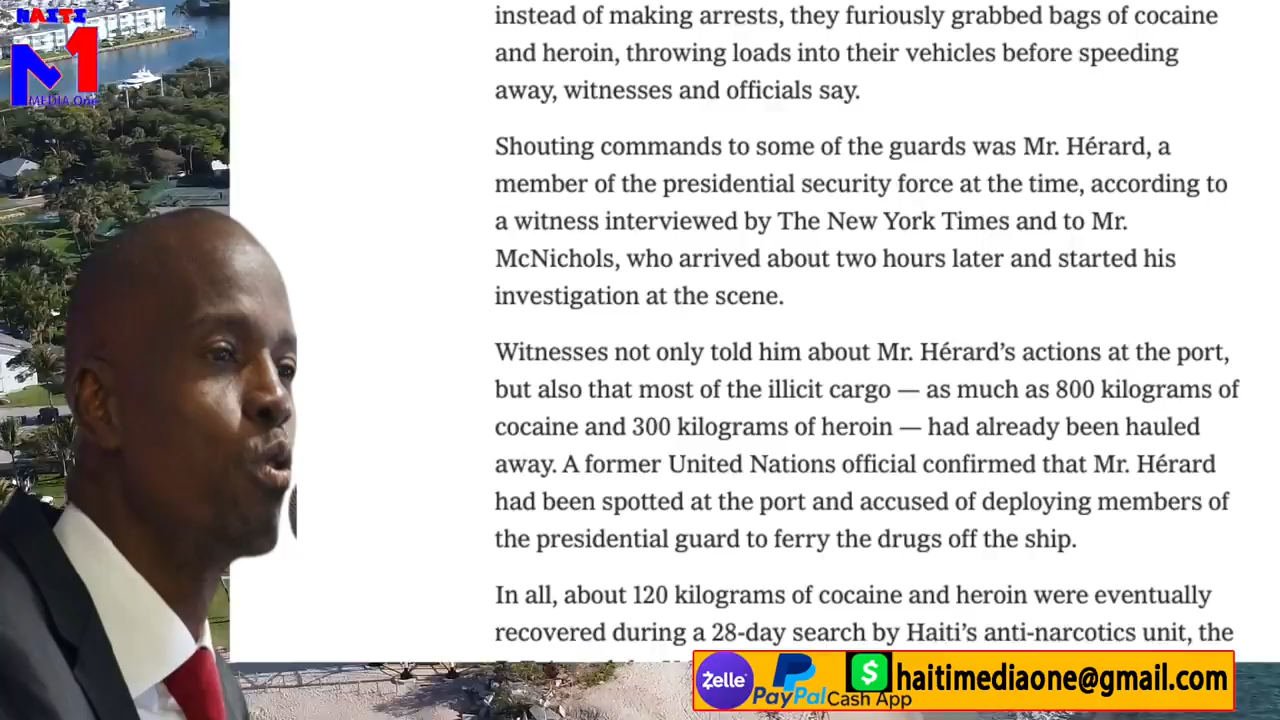 HAITI
M1
MEDIA One
instead of making arrests, they furiously grabbed bags of cocaine
and heroin, throwing loads into their vehicles before speeding
away, witnesses and officials say.
Shouting commands to some of the guards was Mr. Hérard, a
member of the presidential security force at the time, according to
a witness interviewed by The New York Times and to Mr.
McNichols, who arrived about two hours later and started his
investigation at the scene.
Witnesses not only told him about Mr. Hérard’s actions at the port,
but also that most of the illicit cargo — as much as 800 kilograms of
cocaine and 300 kilograms of heroin — had already been hauled
away. A former United Nations official confirmed that Mr. Hérard
had been spotted at the port and accused of deploying members of
the presidential guard to ferry the drugs off the ship.
In all, about 120 kilograms of cocaine and heroin were eventually
recovered during a 28-day search by Haiti’s anti-narcotics unit, the
Zelle
PayPal
$
Cash App
haitimediaone@gmail.com